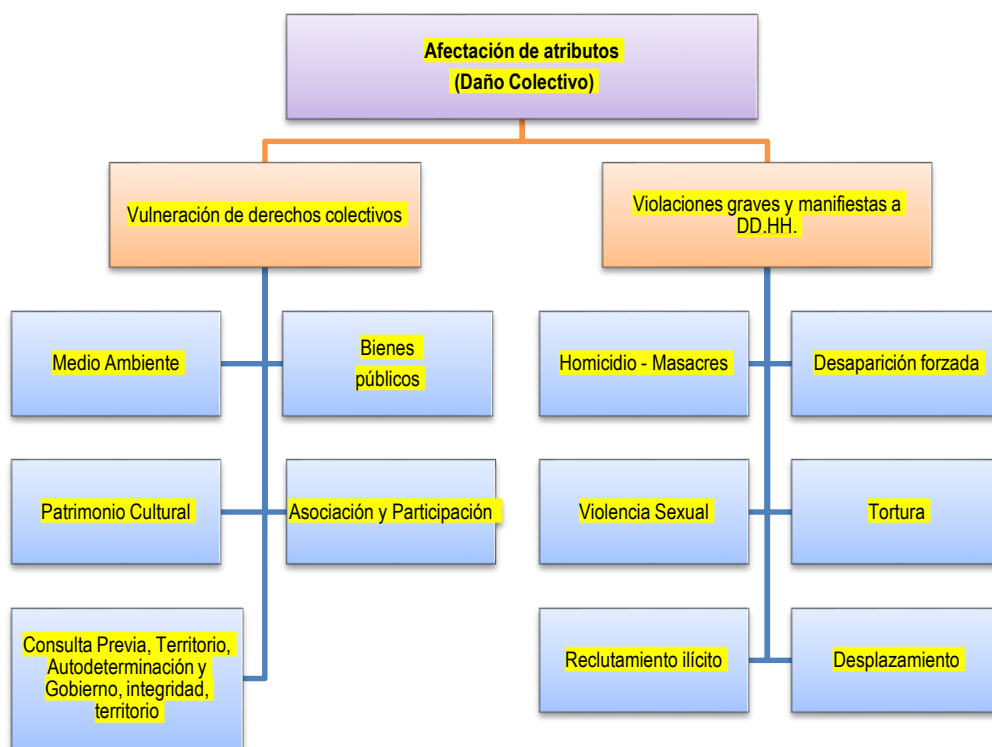 Afectación de atributos
(Daño Colectivo)
Vulneración de derechos colectivos
Violaciones graves y manifiestas a
DD.HH.
Medio Ambiente
Bienes
públicos
Homicidio - Masacres
Desaparición forzada
Patrimonio Cultural
Asociación y Participación
Violencia Sexual
Tortura
Consulta Previa, Territorio,
Autodeterminación y
Gobierno, integridad,
territorio
Reclutamiento ilícito
Desplazamiento